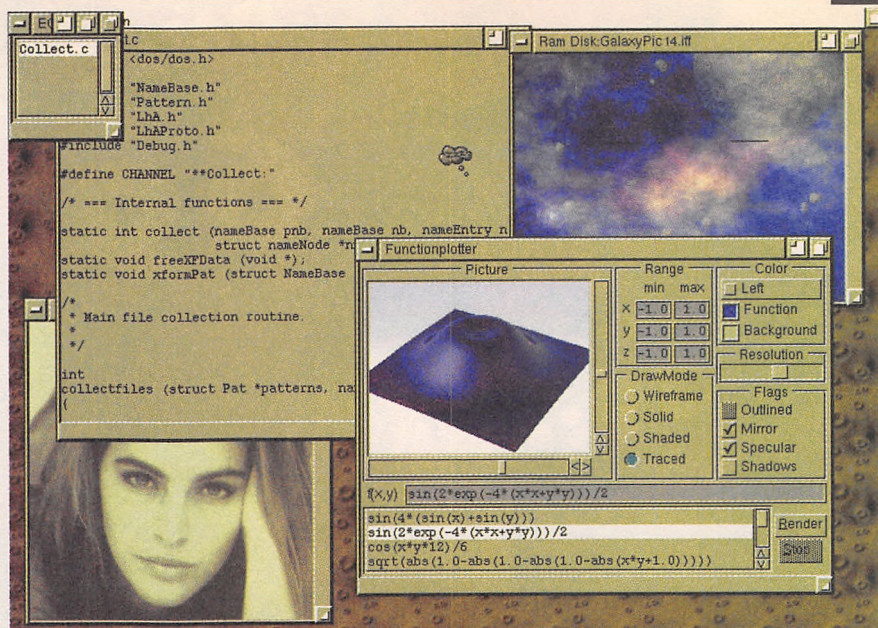 Collect.c
.c
<dos/dos.h>
"NameBase.h"
"Pattern.h"
"LhA.h"
"LhAProto.h"
#include "Debug.h"
#define CHANNEL "**Collect:"
/* === Internal functions === */
static int collect (nameBase pnb, nameBase nb, nameEntry n
struct nameNode *n
static void freeXFData (void *);
static void xformPat (struct NameBase
/*
* Main file collection routine.
*
*/
int
collectfiles (struct Pat *patterns, na
{
Ram Disk:GalaxyPic14.iff
Functionplotter
Picture
Range
min max
x -1.0 1.0
y -1.0 1.0
z -1.0 1.0
DrawMode
Wireframe
Solid
Shaded
Traced
Color
Left
Function
Background
Resolution
Flags
Outlined
Mirror
Specular
Shadows
f(x,y) sin(2*exp(-4*(x*x+y*y)))/2
sin(4*(sin(x)+sin(y)))
sin(2*exp(-4*(x*x+y*y)))/2
cos(x*y*12)/6
sqrt(abs(1.0-abs(1.0-abs(1.0-abs(x*y+1.0)))))
Render
Stop